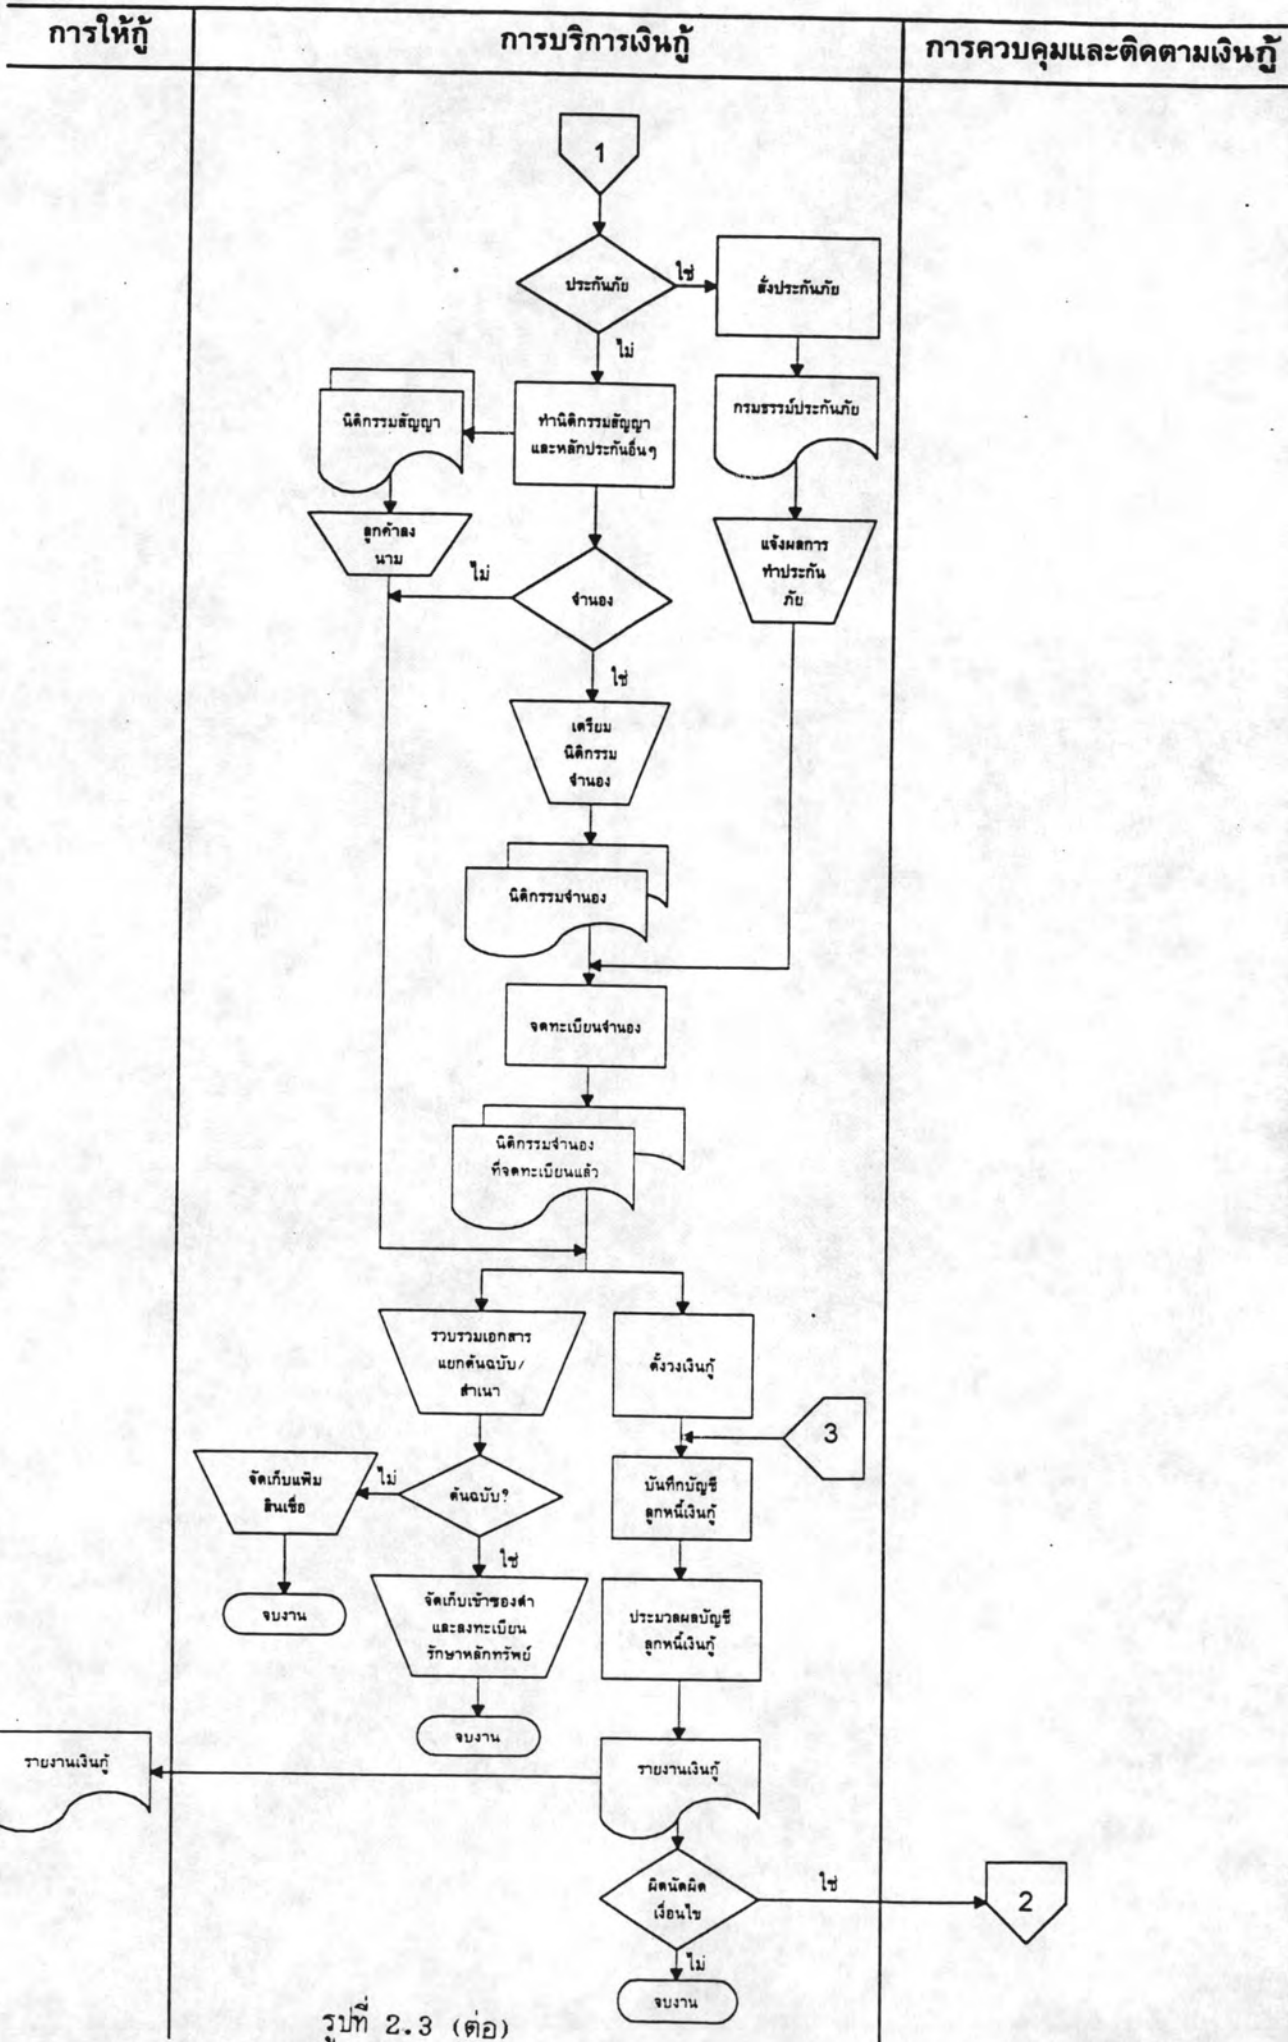 การให้กู้
การบริการเงินกู้
การควบคุมและติดตามเงินกู้
1
ประกันภัย
ใช่
สั่งประกันภัย
ไม่
นิติกรรมสัญญา
ทำนิติกรรมสัญญา
และหลักประกันอื่นๆ
กรมธรรม์ประกันภัย
ลูกค้าลง
นาม
แจ้งผลการ
ทำประกัน
ภัย
ไม่
จำนอง
ใช่
เตรียม
นิติกรรม
จำนอง
นิติกรรมจำนอง
จดทะเบียนจำนอง
นิติกรรมจำนอง
ที่จดทะเบียนแล้ว
รวบรวมเอกสาร
แยกต้นฉบับ/
สำเนา
ตั้งวงเงินกู้
3
จัดเก็บแฟ้ม
สินเชื่อ
ไม่
ต้นฉบับ?
บันทึกบัญชี
ลูกหนี้เงินกู้
ใช่
จบงาน
จัดเก็บเข้าซองดำ
และลงทะเบียน
รักษาหลักทรัพย์
ประมวลผลบัญชี
ลูกหนี้เงินกู้
จบงาน
รายงานเงินกู้
รายงานเงินกู้
ผิดนัดผิด
เงื่อนไข
ใช่
2
ไม่
จบงาน
รูปที่ 2.3 (ต่อ)